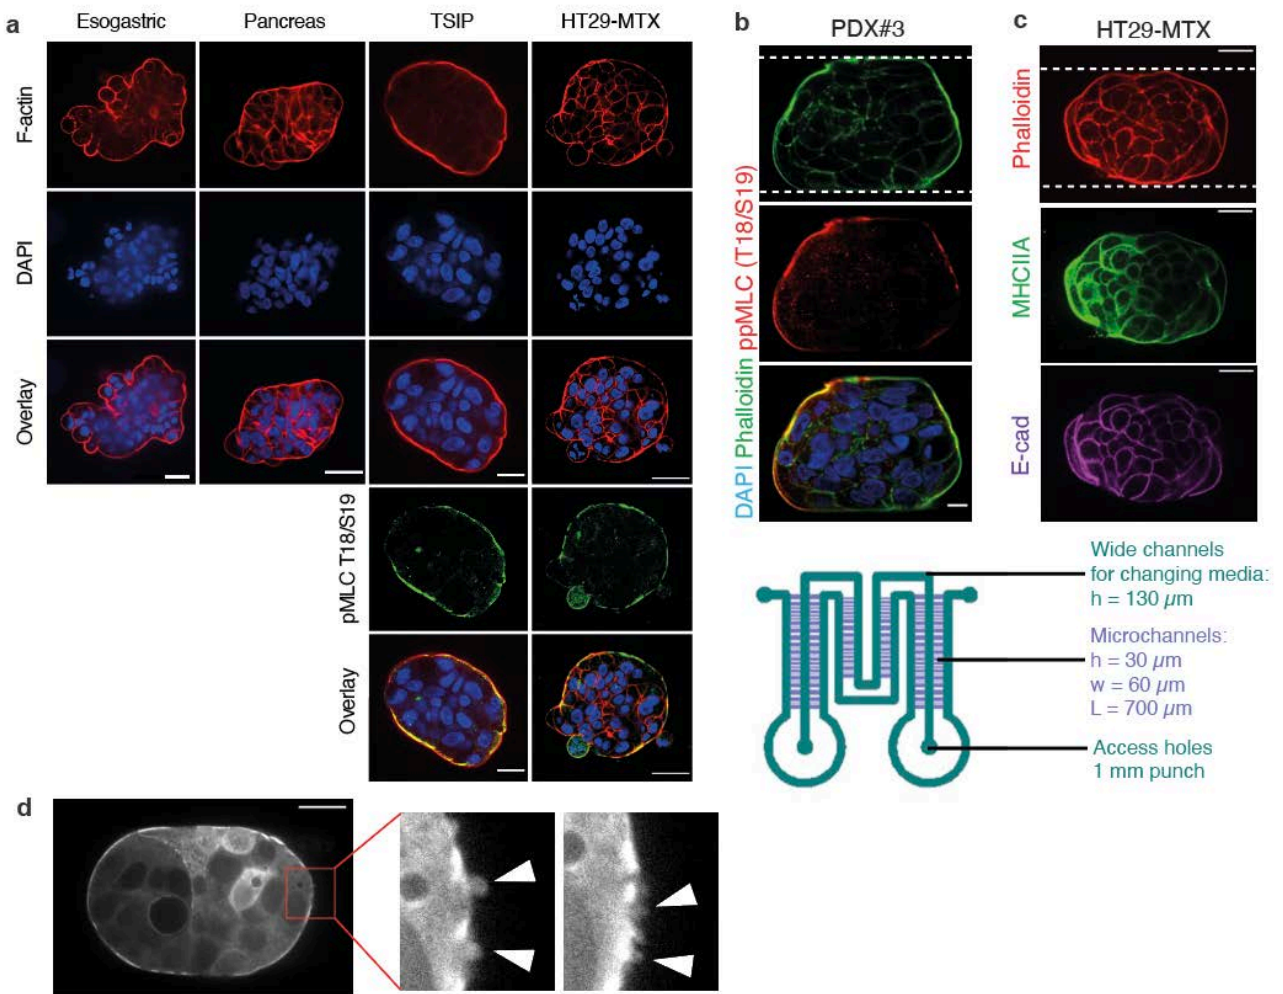 a
Esogastric
Pancreas
TSIP
HT29-MTX
F-actin
DAPI
Overlay
pMLC T18/S19
Overlay
b
PDX#3
DAPI Phalloidin ppMLC (T18/S19)
c
HT29-MTX
Phalloidin
MHCIIA
E-cad
Wide channels
for changing media:
h = 130 µm
Microchannels:
h = 30 µm
w = 60 µm
L = 700 µm
Access holes
1 mm punch
d